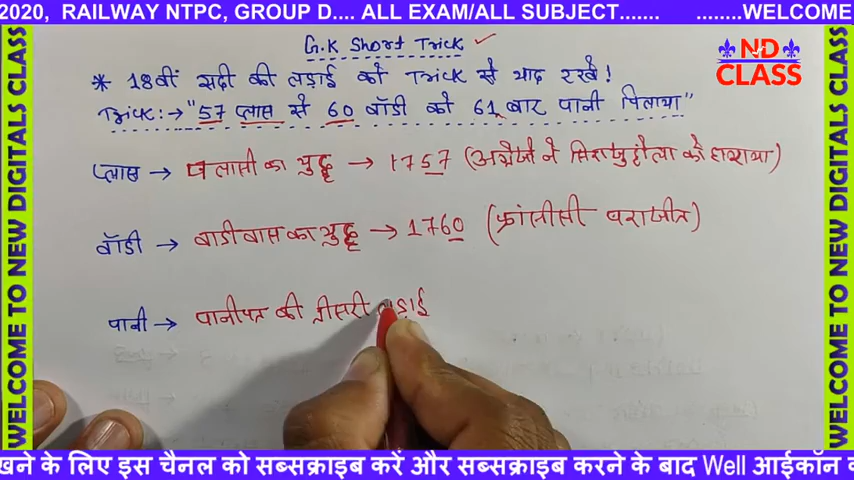 2020, RAILWAY NTPC, GROUP D.... ALL EXAM/ALL SUBJECT....... ........WELCOME
G.K Short Trick
ND
CLASS
* 18वीं सदी की लड़ाई को Trick से याद रखें!
Trick:→ "57 प्लास से 60 बॉडी को 61 बार पानी पिलाया"
प्लास → प्लासी का युद्ध → 1757 (अंग्रेजो ने सिराजुद्दौला को हराया)
बॉडी → वाडीवास का युद्ध → 1760 (फ्रांसीसी पराजीत)
पानी → पानीपत की तीसरी लड़ाई
WELCOME TO NEW DIGITALS CLASS
WELCOME TO NEW DIGITALS CLASS
खने के लिए इस चैनल को सब्सक्राइब करें और सब्सक्राइब करने के बाद Well आईकॉन